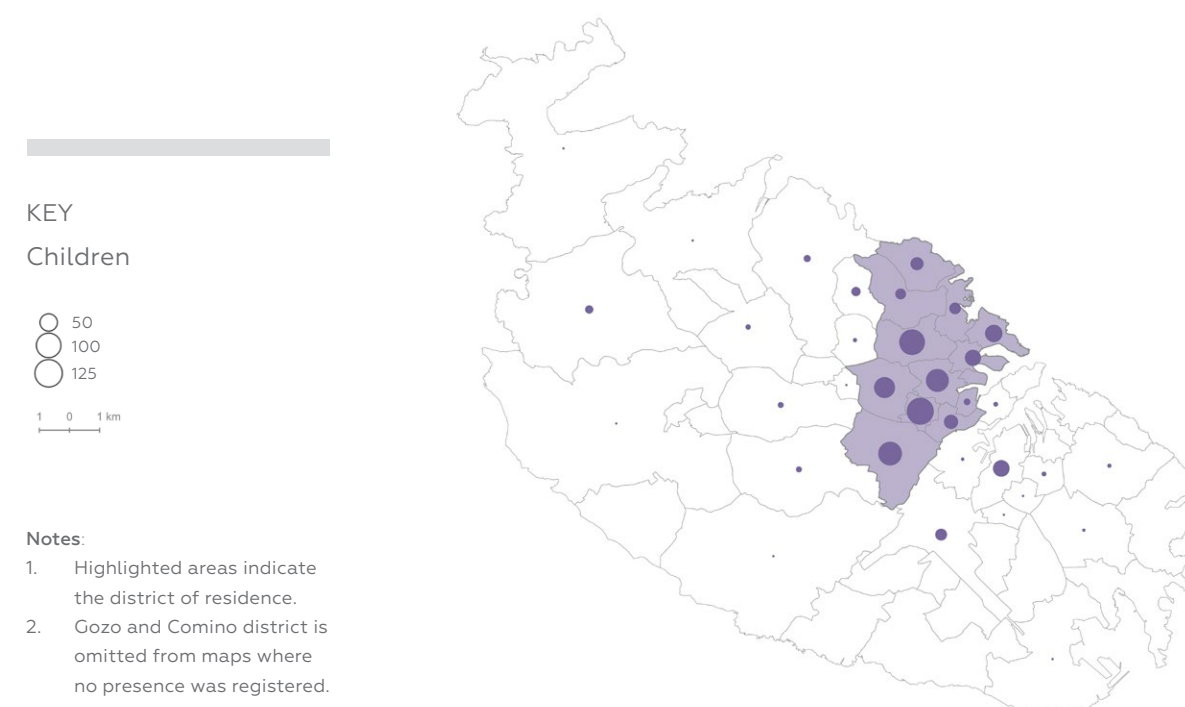 KEY
Children
50
100
125
1 0 1 km
Notes:
1. Highlighted areas indicate
the district of residence.
2. Gozo and Comino district is
omitted from maps where
no presence was registered.